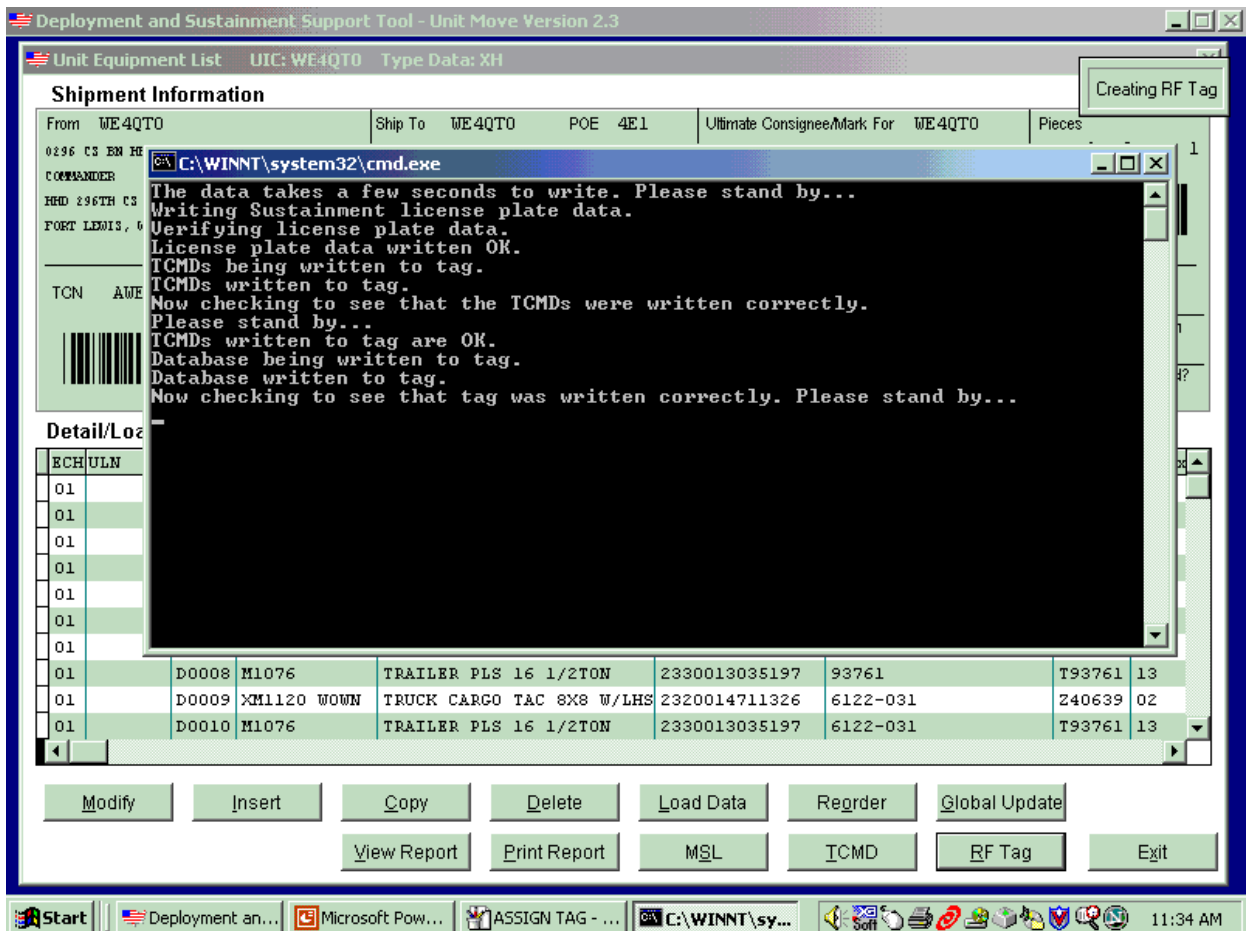 Deployment and Sustainment Support Tool - Unit Move Version 2.3
Unit Equipment List UIC: WE4QT0 Type Data: XH
Creating RF Tag
Shipment Information
From WE4QT0 Ship To WE4QT0 POE 4E1 Ultimate Consignee/Mark For WE4QT0 Pieces
1
0296 CS BN
COMMANDER
HHD 296TH CS
FORT LEWIS,
TCN
C:\WINNT\system32\cmd.exe
The data takes a few seconds to write. Please stand by...
Writing Sustainment license plate data.
Verifying license plate data.
License plate data written OK.
TCMDs being written to tag.
TCMDs written to tag.
Now checking to see that the TCMDs were written correctly.
Please stand by...
TCMDs written to tag are OK.
Database being written to tag.
Database written to tag.
Now checking to see that tag was written correctly. Please stand by...
Detail/Loa
ECH ULN
01
01
01
01
01
01
01
01 D0008 M1076 TRAILER PLS 16 1/2TON 2330013035197 93761 T93761 13
01 D0009 XM1120 WOWN TRUCK CARGO TAC 8X8 W/LHS 2320014711326 6122-031 Z40639 02
01 D0010 M1076 TRAILER PLS 16 1/2TON 2330013035197 6122-031 T93761 13
Modify Insert Copy Delete Load Data Reorder Global Update
View Report Print Report MSL TCMD RF Tag Exit
Start Deployment an... Microsoft Pow... ASSIGN TAG - ... C:\WINNT\sy... 11:34 AM